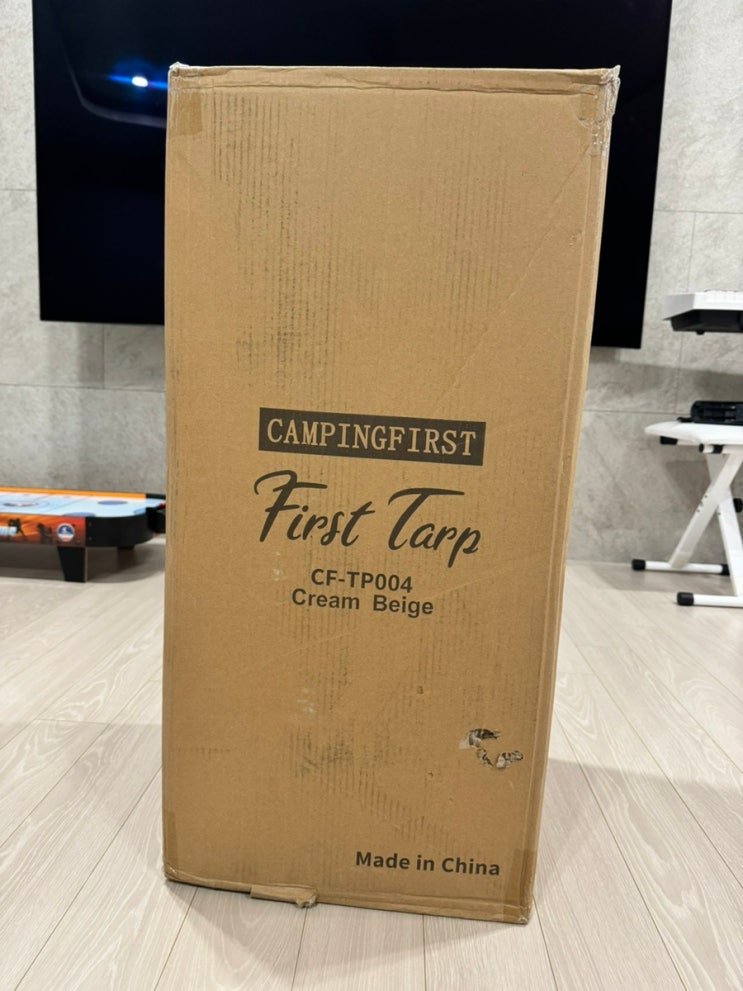 CAMPINGFIRST
First Tarp
CF-TP004
Cream Beige
Made in China